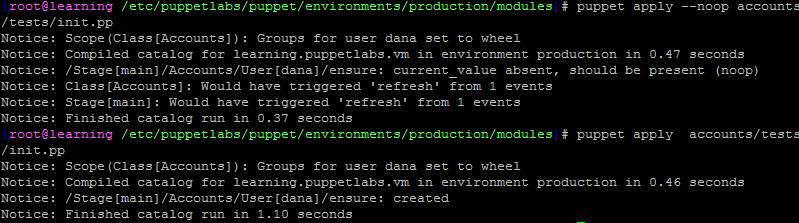 [root@learning /etc/puppetlabs/puppet/environments/production/modules]# puppet apply --noop accounts
/tests/init.pp
Notice: Scope(Class[Accounts]): Groups for user dana set to wheel
Notice: Compiled catalog for learning.puppetlabs.vm in environment production in 0.47 seconds
Notice: /Stage[main]/Accounts/User[dana]/ensure: current_value absent, should be present (noop)
Notice: Class[Accounts]: Would have triggered 'refresh' from 1 events
Notice: Stage[main]: Would have triggered 'refresh' from 1 events
Notice: Finished catalog run in 0.37 seconds
[root@learning /etc/puppetlabs/puppet/environments/production/modules]# puppet apply  accounts/tests
/init.pp
Notice: Scope(Class[Accounts]): Groups for user dana set to wheel
Notice: Compiled catalog for learning.puppetlabs.vm in environment production in 0.46 seconds
Notice: /Stage[main]/Accounts/User[dana]/ensure: created
Notice: Finished catalog run in 1.10 seconds